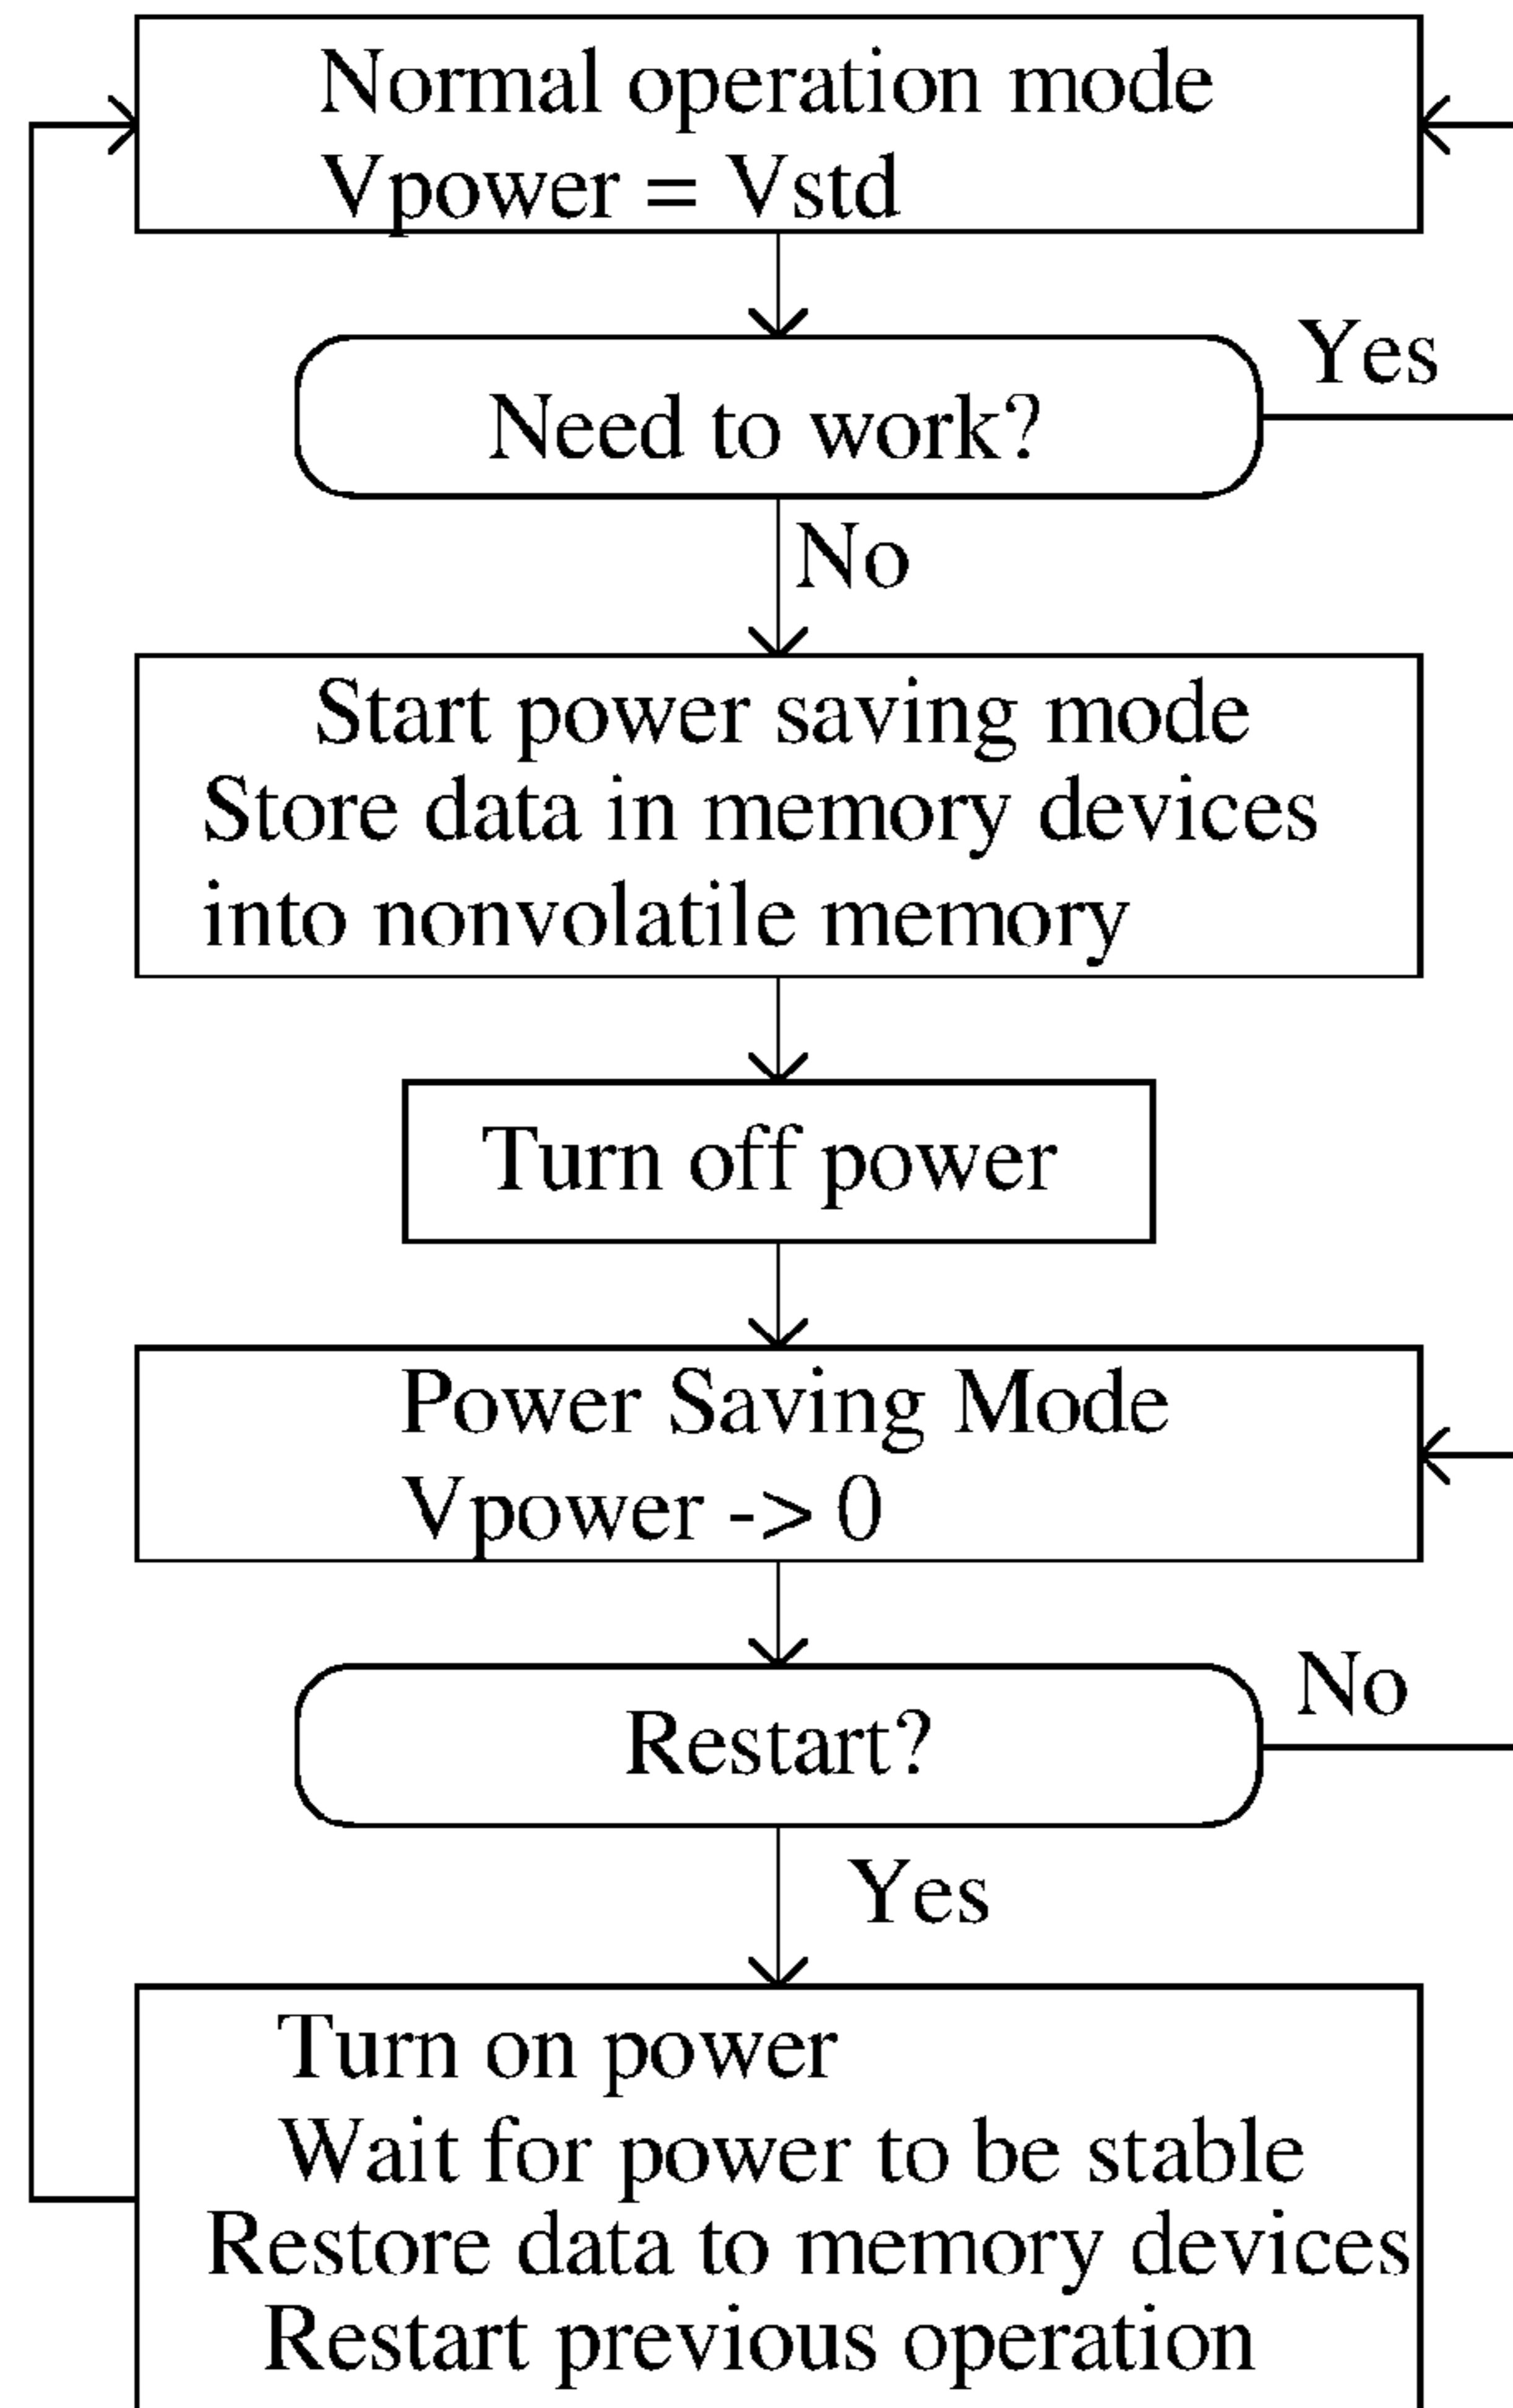 Normal operation mode
Vpower = Vstd
Need to work?
Yes
No
Start power saving mode
Store data in memory devices
into nonvolatile memory
Turn off power
Power Saving Mode
Vpower -> 0
Restart?
No
Yes
Turn on power
Wait for power to be stable
Restore data to memory devices
Restart previous operation